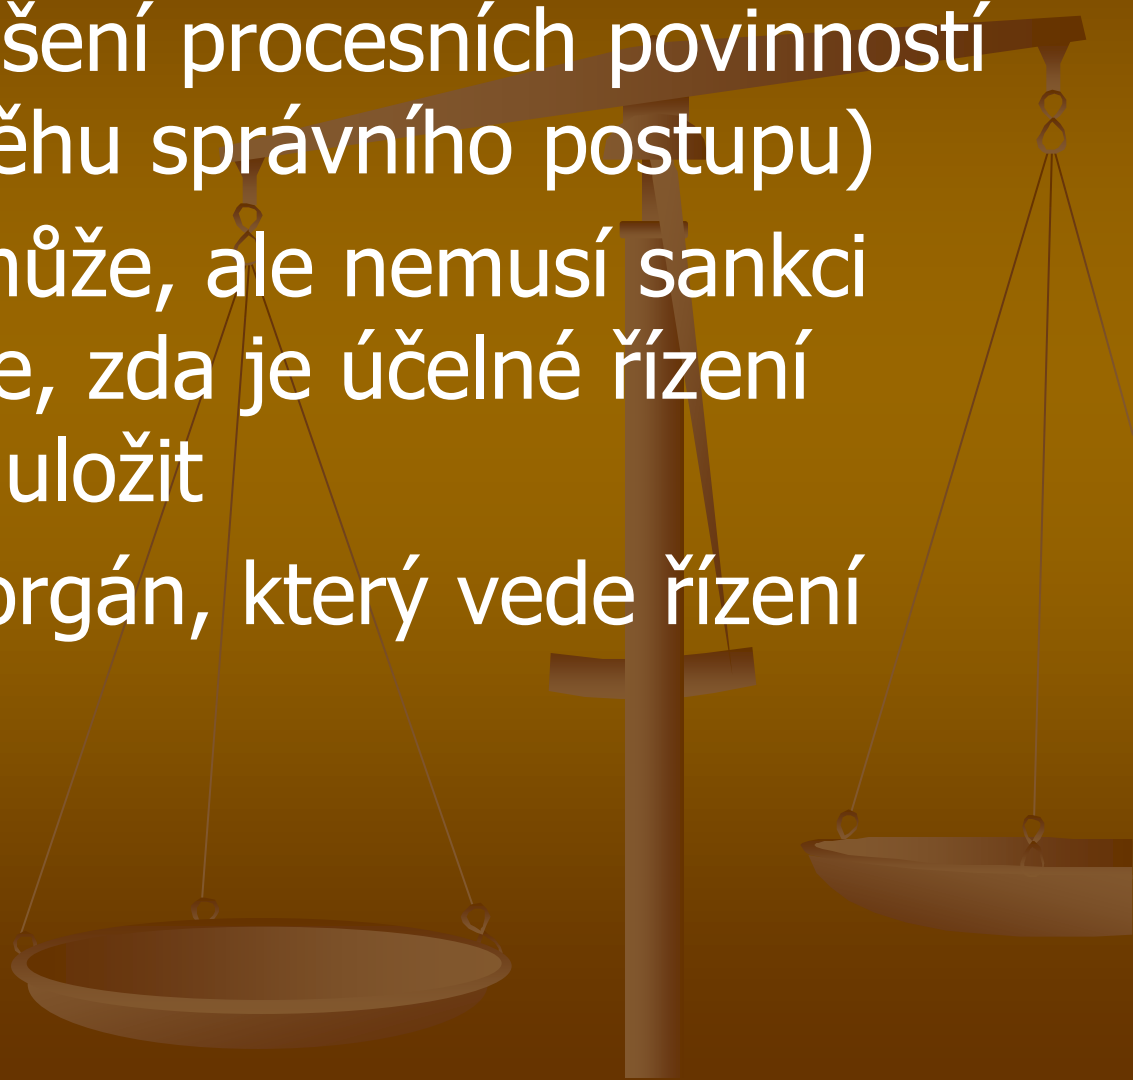 šení procesních povinností
ěhu správního postupu)
může, ale nemusí sankci
e, zda je účelné řízení
uložit
orgán, který vede řízení